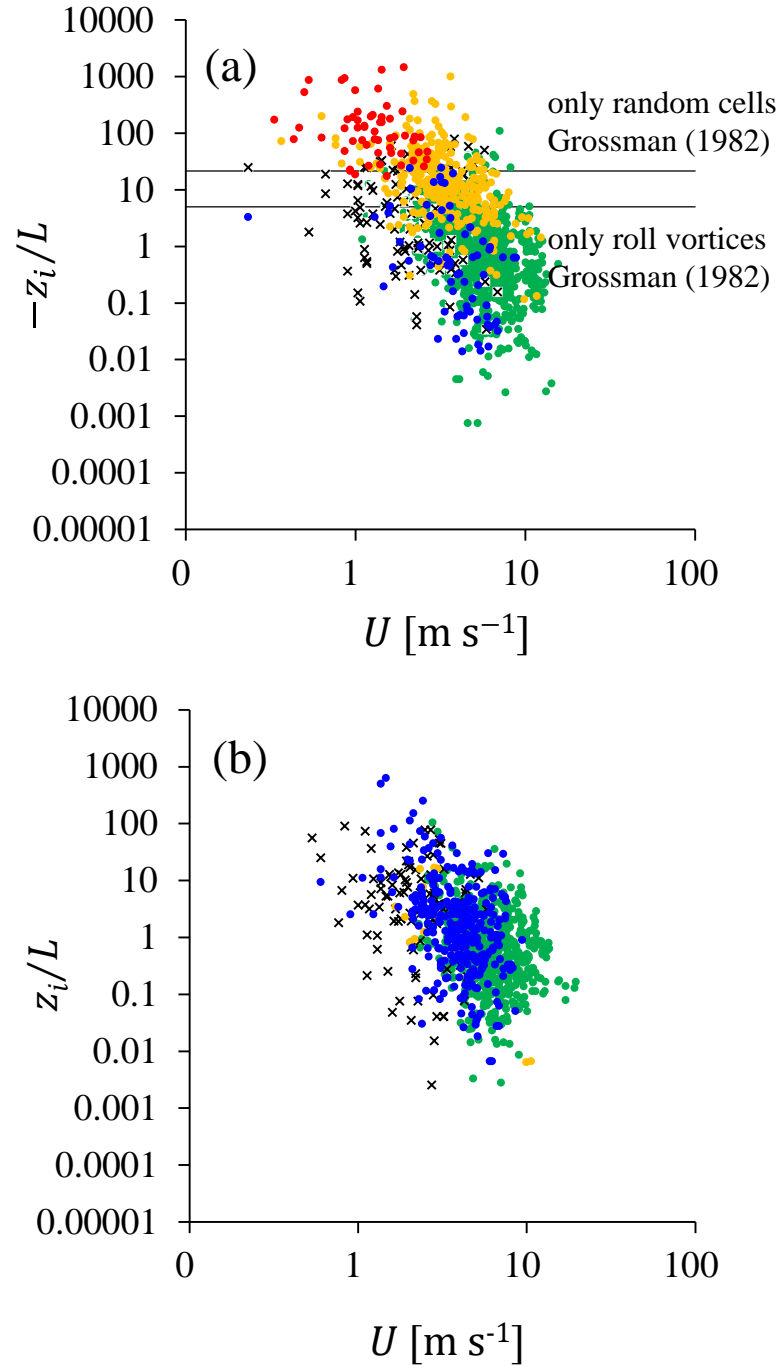 (a)
10000
1000
100
10
1
0.1
0.01
0.001
0.0001
0.00001
−z_i/L
only random cells
Grossman (1982)
only roll vortices
Grossman (1982)
0 1 10 100
U [m s⁻¹]
(b)
10000
1000
100
10
1
0.1
0.01
0.001
0.0001
0.00001
z_i/L
0 1 10 100
U [m s⁻¹]